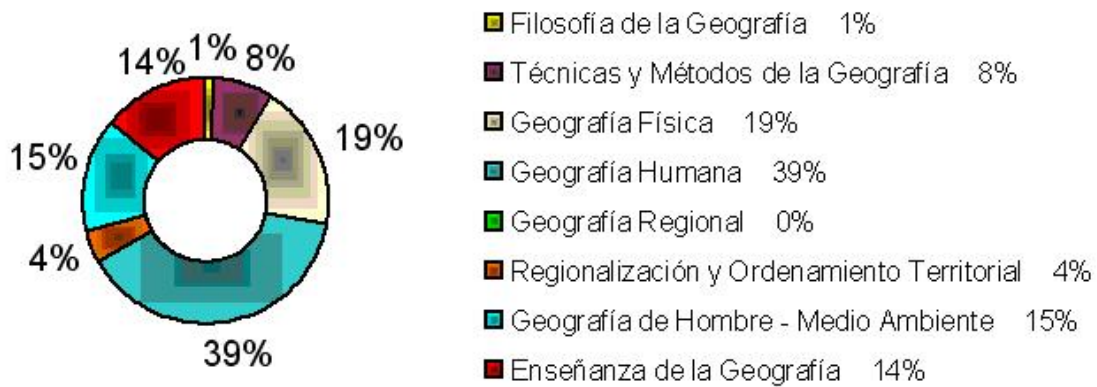 14%
1%
8%
19%
15%
4%
39%
Filosofía de la Geografía 1%
Técnicas y Métodos de la Geografía 8%
Geografía Física 19%
Geografía Humana 39%
Geografía Regional 0%
Regionalización y Ordenamiento Territorial 4%
Geografía de Hombre - Medio Ambiente 15%
Enseñanza de la Geografía 14%